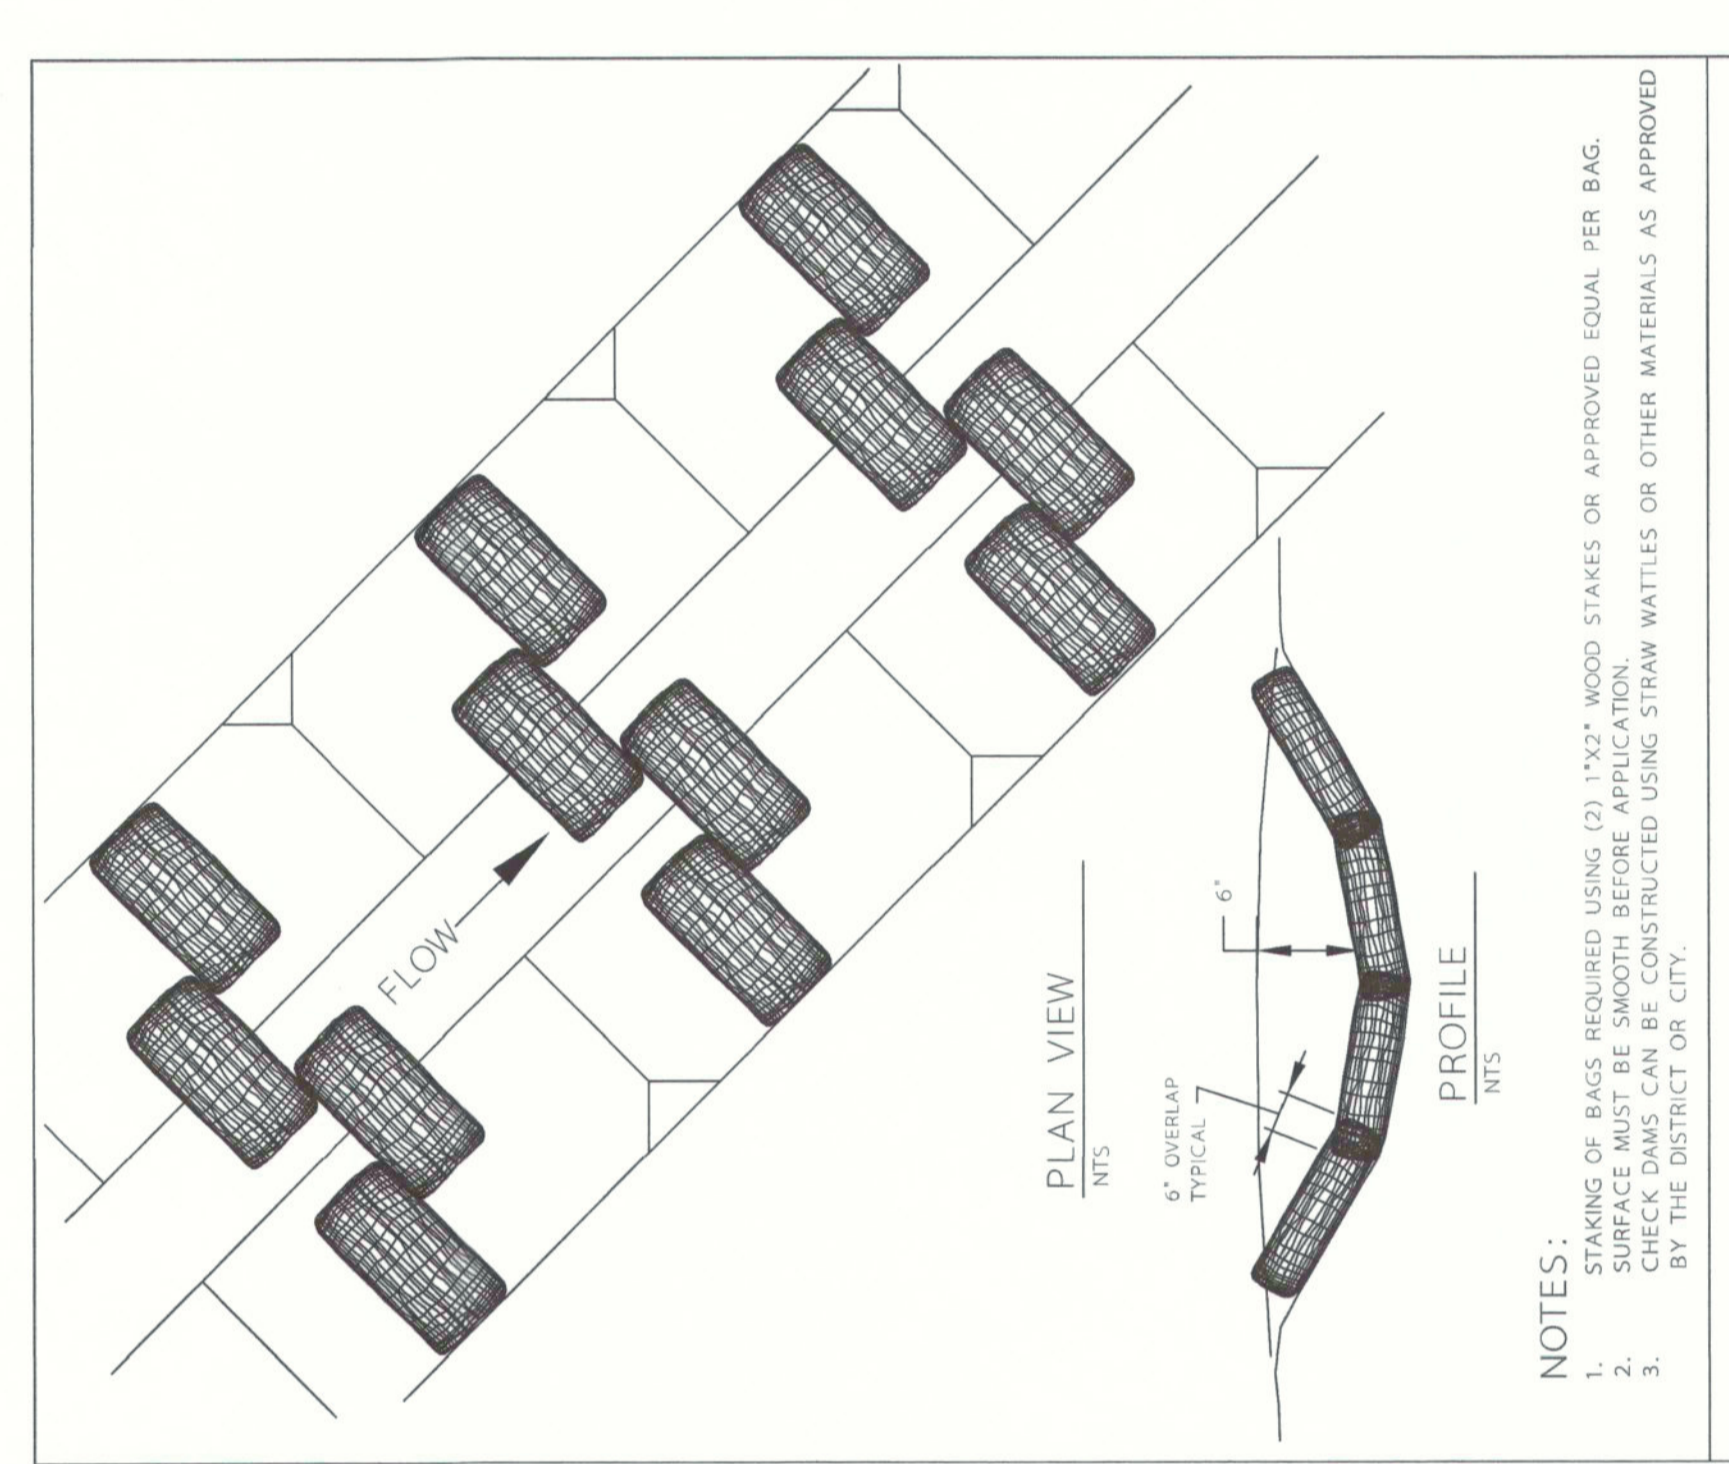 FLOW
PLAN VIEW
NTS
6" OVERLAP
TYPICAL
6"
PROFILE
NTS
NOTES:
1. STAKING OF BAGS REQUIRED USING (2) 1"X2" WOOD STAKES OR APPROVED EQUAL PER BAG.
2. SURFACE MUST BE SMOOTH BEFORE APPLICATION.
3. CHECK DAMS CAN BE CONSTRUCTED USING STRAW WATTLES OR OTHER MATERIALS AS APPROVED
BY THE DISTRICT OR CITY.